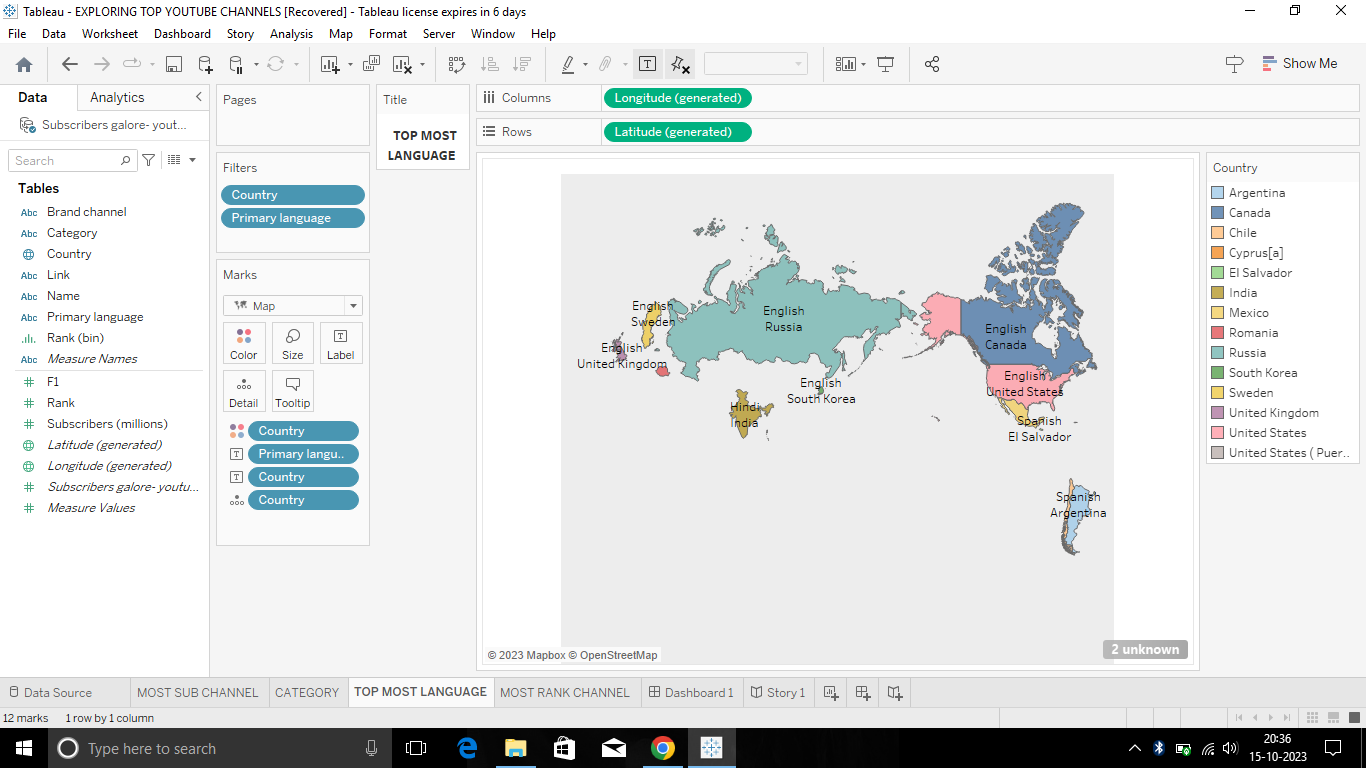 Tableau - EXPLORING TOP YOUTUBE CHANNELS [Recovered] - Tableau license expires in 6 days
File Data Worksheet Dashboard Story Analysis Map Format Server Window Help
Show Me
Data Analytics
Subscribers galore- yout...
Search
Tables
Abc Brand channel
Abc Category
Country
Abc Link
Abc Name
Abc Primary language
Rank (bin)
Abc Measure Names
F1
Rank
Subscribers (millions)
Latitude (generated)
Longitude (generated)
Subscribers galore- youtu...
Measure Values
Pages
Filters
Country
Primary language
Marks
Map
Color Size Label
Detail Tooltip
Country
Primary langu..
Country
Country
Title
TOP MOST
LANGUAGE
Columns Longitude (generated)
Rows Latitude (generated)
English
Sweden
English
United Kingdom
English
Russia
English
South Korea
Hindi
India
English
Canada
English
United States
Spanish
El Salvador
Spanish
Argentina
© 2023 Mapbox © OpenStreetMap
2 unknown
Country
Argentina
Canada
Chile
Cyprus[a]
El Salvador
India
Mexico
Romania
Russia
South Korea
Sweden
United Kingdom
United States
United States ( Puer..
Data Source MOST SUB CHANNEL CATEGORY TOP MOST LANGUAGE MOST RANK CHANNEL Dashboard 1 Story 1
12 marks 1 row by 1 column
Type here to search
20:36
15-10-2023